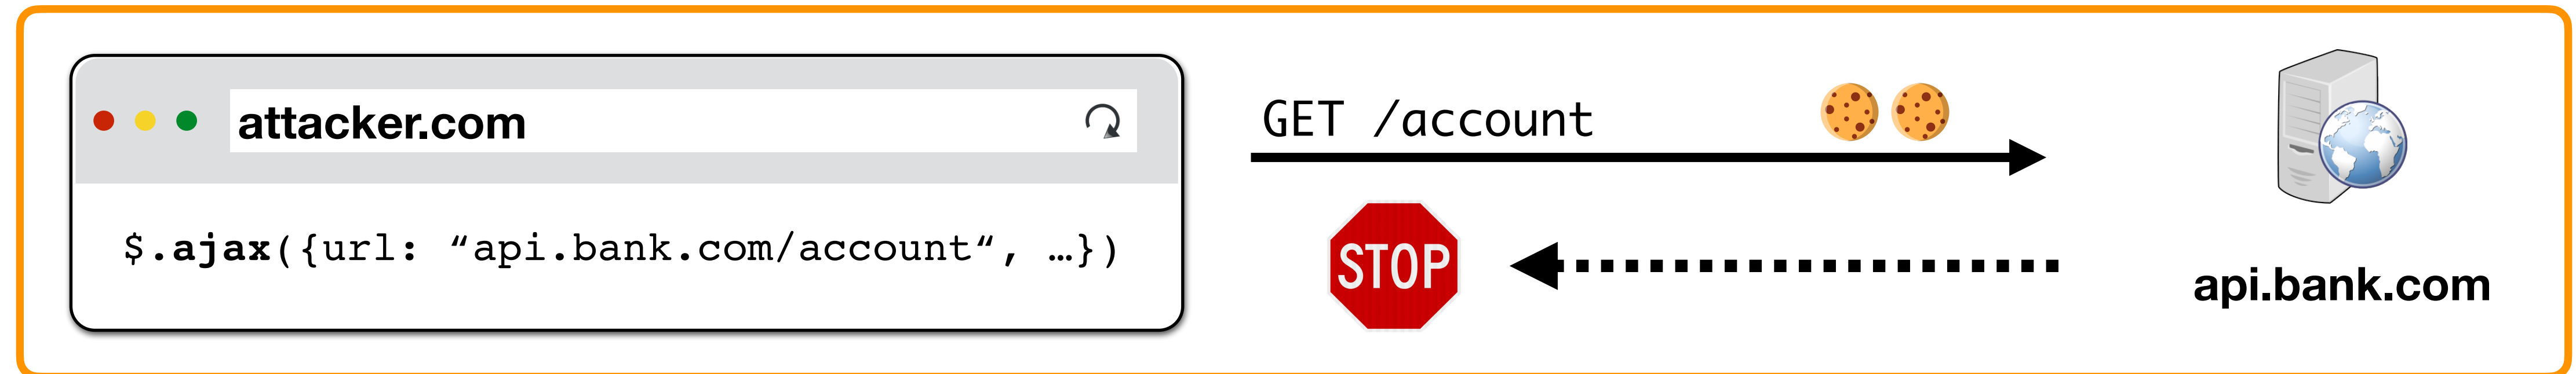 attacker.com
$.ajax({url: “api.bank.com/account“, …})
GET /account
STOP
api.bank.com